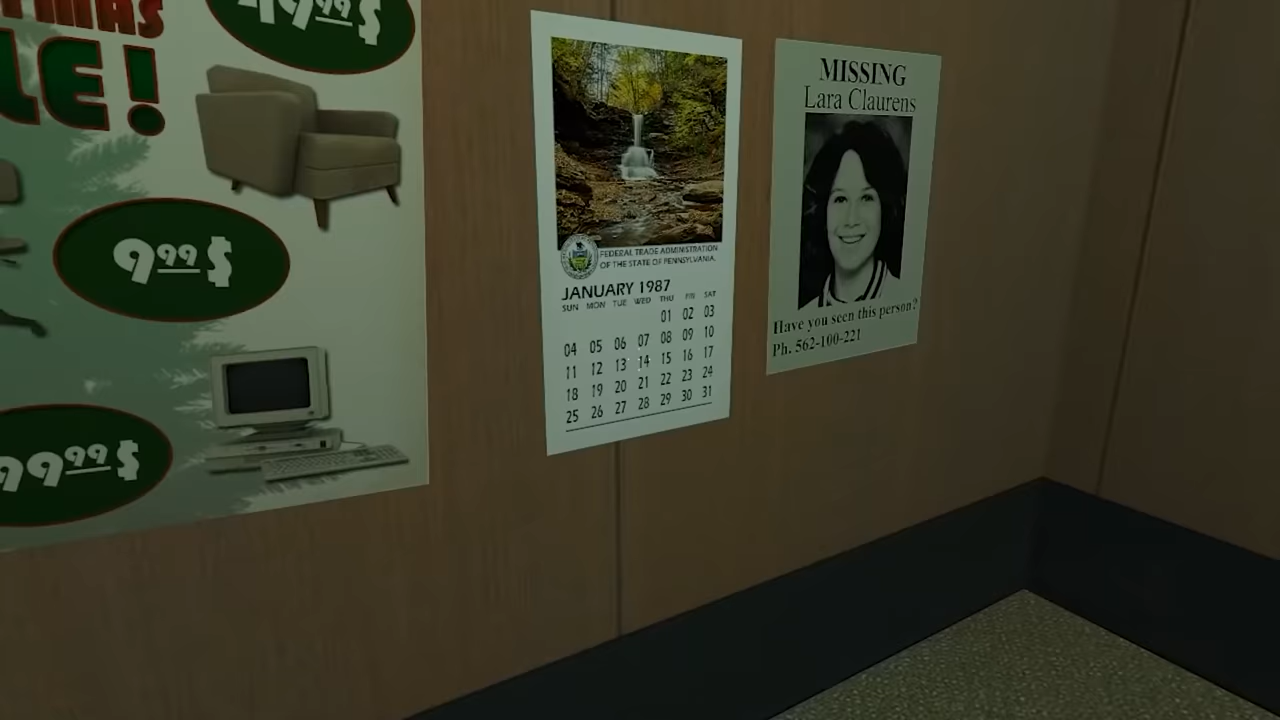 LE!
9.99 $
MISSING
Lara Claurens
Have you seen this person?
Ph. 562-100-221
FEDERAL TRADE ADMINISTRATION
OF THE STATE OF PENNSYLVANIA.
JANUARY 1987
SUN MON TUE WED THU FRI SAT
01 02 03
04 05 06 07 08 09 10
11 12 13 14 15 16 17
18 19 20 21 22 23 24
25 26 27 28 29 30 31